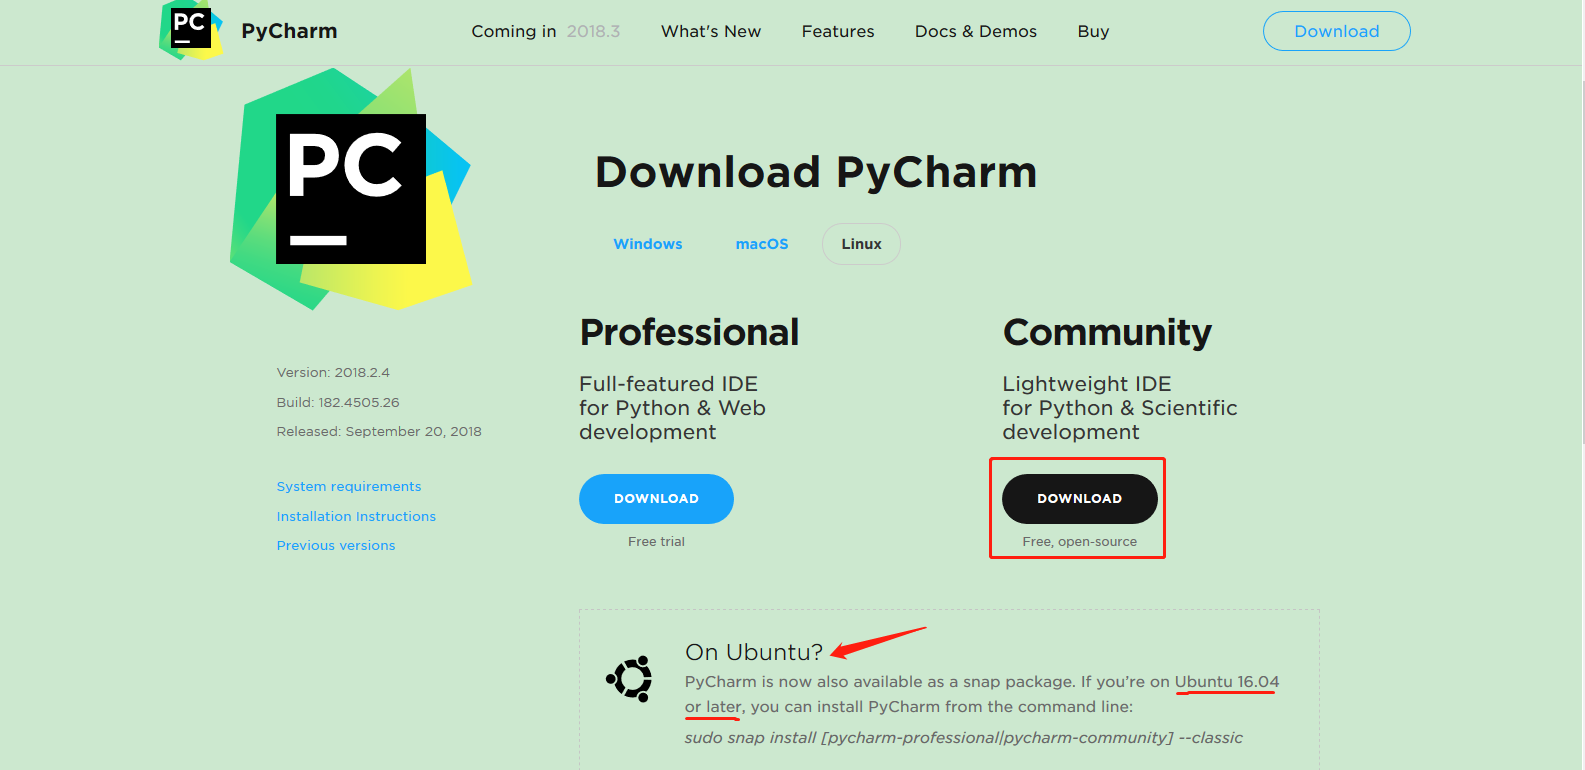 PC
PyCharm
Coming in 2018.3
What's New
Features
Docs & Demos
Buy
Download
PC
Download PyCharm
Windows
macOS
Linux
Professional
Full-featured IDE
for Python & Web
development
DOWNLOAD
Free trial
Community
Lightweight IDE
for Python & Scientific
development
DOWNLOAD
Free, open-source
Version: 2018.2.4
Build: 182.4505.26
Released: September 20, 2018
System requirements
Installation Instructions
Previous versions
On Ubuntu?
PyCharm is now also available as a snap package. If you’re on Ubuntu 16.04
or later, you can install PyCharm from the command line:
sudo snap install [pycharm-professional|pycharm-community] --classic